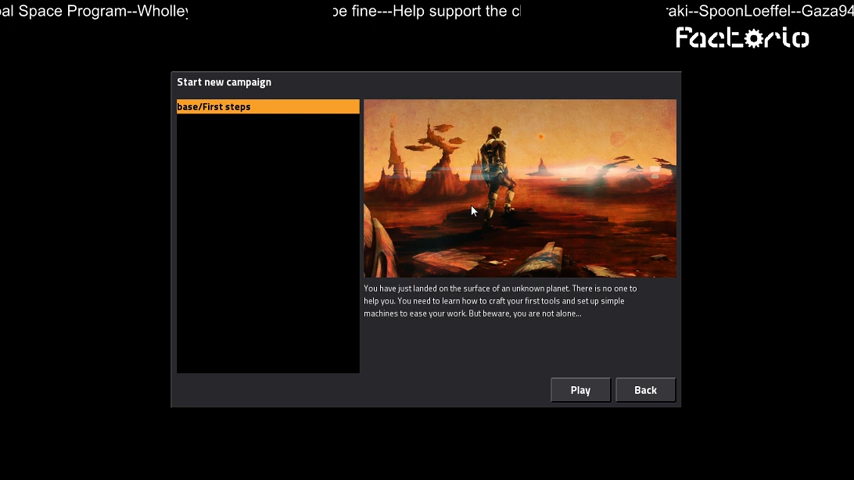 al Space Program--Wholley
be fine---Help support the cl
raki--SpoonLoeffel--Gaza94
Factorio
Start new campaign
base/First steps
You have just landed on the surface of an unknown planet. There is no one to
help you. You need to learn how to craft your first tools and set up simple
machines to ease your work. But beware, you are not alone...
Play
Back